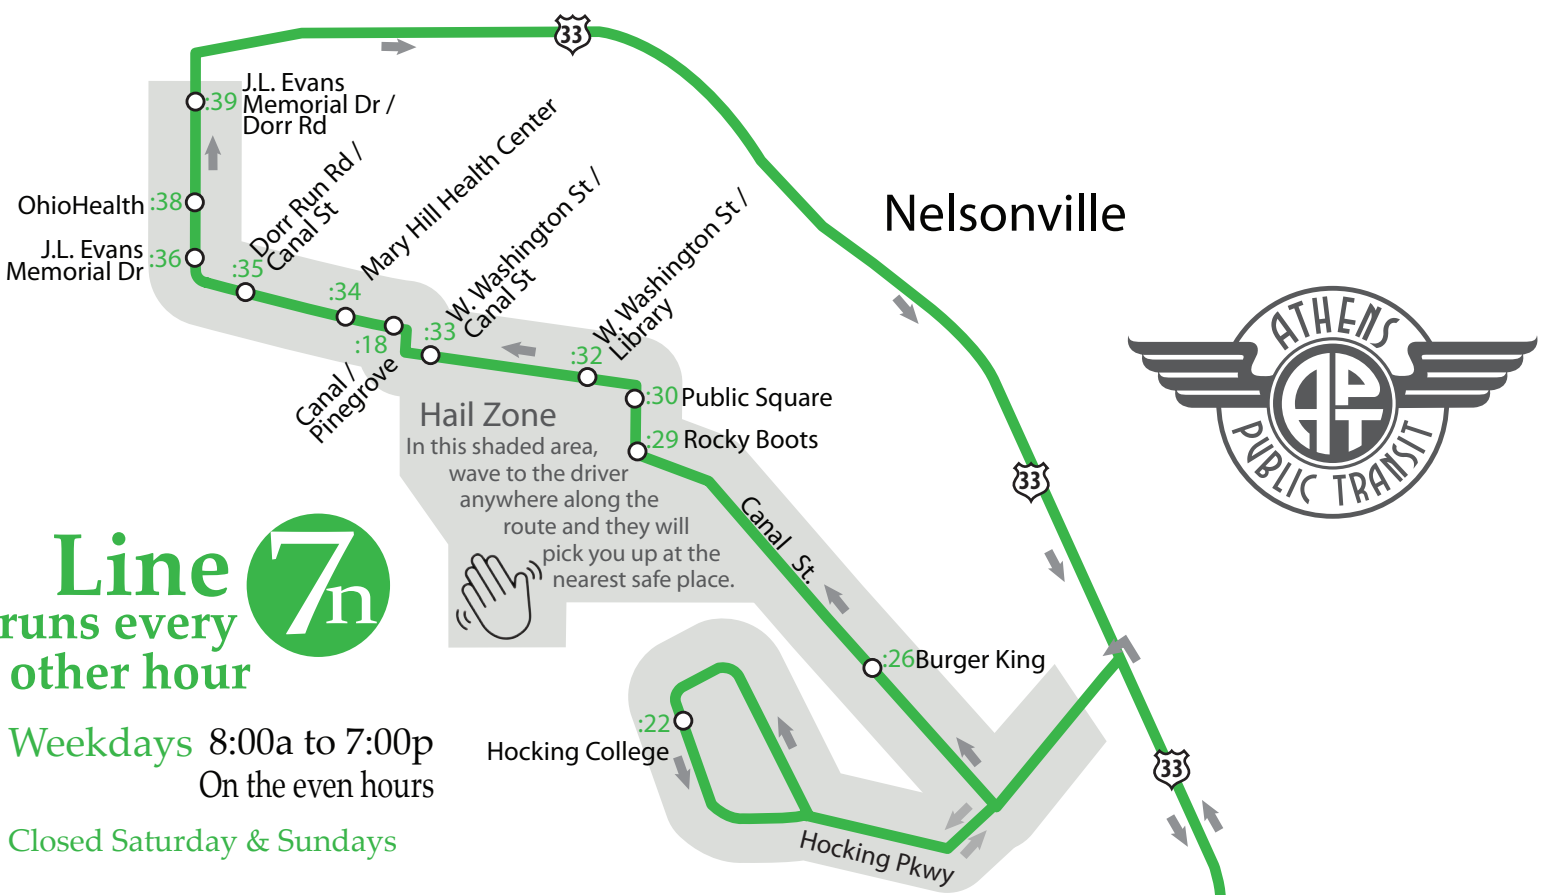 33
J.L. Evans
Memorial Dr /
Dorr Rd
:39
OhioHealth :38
J.L. Evans
Memorial Dr :36
Dorr Run Rd /
Canal St
:35
Mary Hill Health Center
:34
Canal /
Pinegrove
:18
W. Washington St /
Canal St
:33
W. Washington St /
Library
:32
:30 Public Square
:29 Rocky Boots
Nelsonville
ATHENS
APT
PUBLIC TRANSIT
Hail Zone
In this shaded area,
wave to the driver
anywhere along the
route and they will
pick you up at the
nearest safe place.
33
Canal St.
:26 Burger King
:22
Hocking College
Hocking Pkwy
33
Line 7n
runs every
other hour
Weekdays 8:00a to 7:00p
On the even hours
Closed Saturday & Sundays